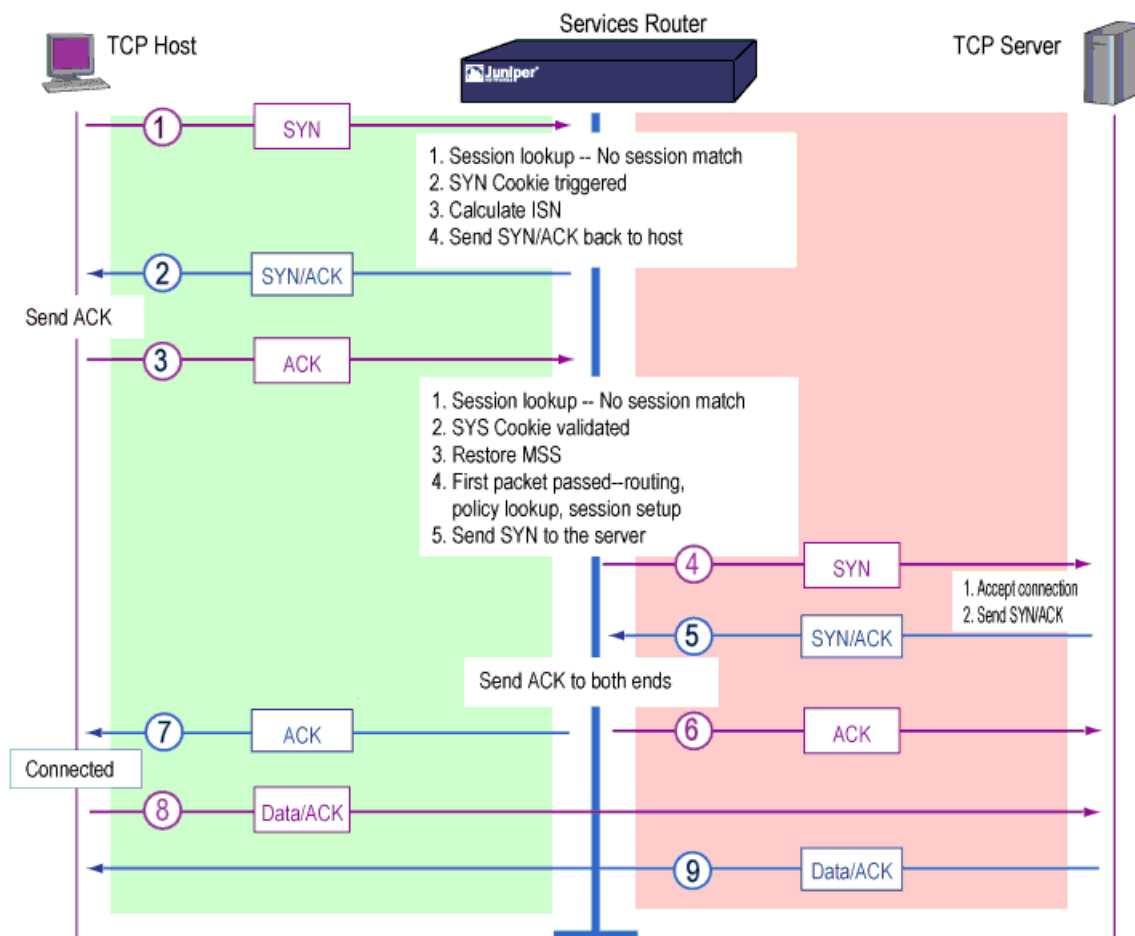 Services Router
TCP Host
TCP Server
Juniper
NETWORKS
1
SYN
1. Session lookup -- No session match
2. SYN Cookie triggered
3. Calculate ISN
4. Send SYN/ACK back to host
2
SYN/ACK
Send ACK
3
ACK
1. Session lookup -- No session match
2. SYS Cookie validated
3. Restore MSS
4. First packet passed--routing,
policy lookup, session setup
5. Send SYN to the server
4
SYN
1. Accept connection
2. Send SYN/ACK
5
SYN/ACK
Send ACK to both ends
7
ACK
6
ACK
Connected
8
Data/ACK
9
Data/ACK